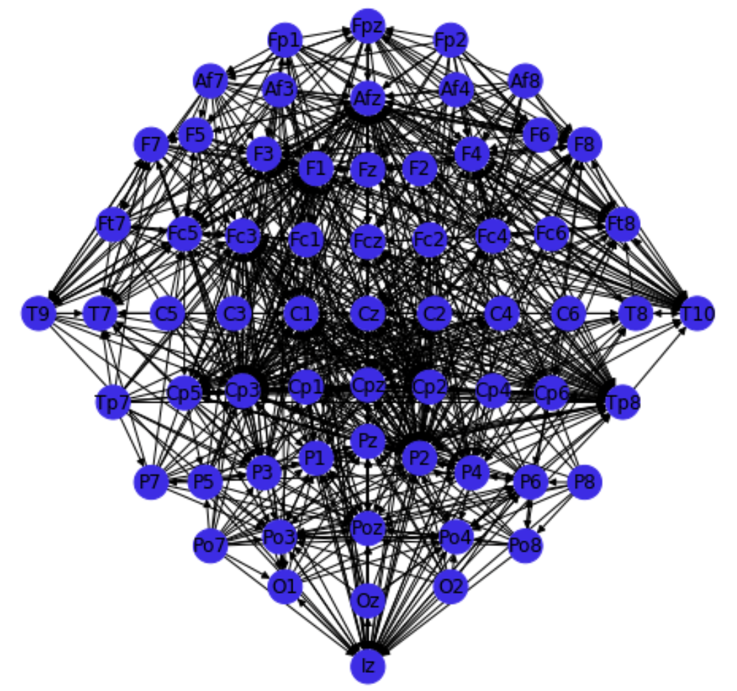 Fp1 Fpz Fp2
Af7 Af3 Afz Af4 Af8
F7 F5 F3 F1 Fz F2 F4 F6 F8
Ft7 Fc5 Fc3 Fc1 Fcz Fc2 Fc4 Fc6 Ft8
T9 T7 C5 C3 C1 Cz C2 C4 C6 T8 T10
Tp7 Cp5 Cp3 Cp1 Cpz Cp2 Cp4 Cp6 Tp8
P7 P5 P3 P1 Pz P2 P4 P6 P8
Po7 Po3 Poz Po4 Po8
O1 Oz O2
Iz